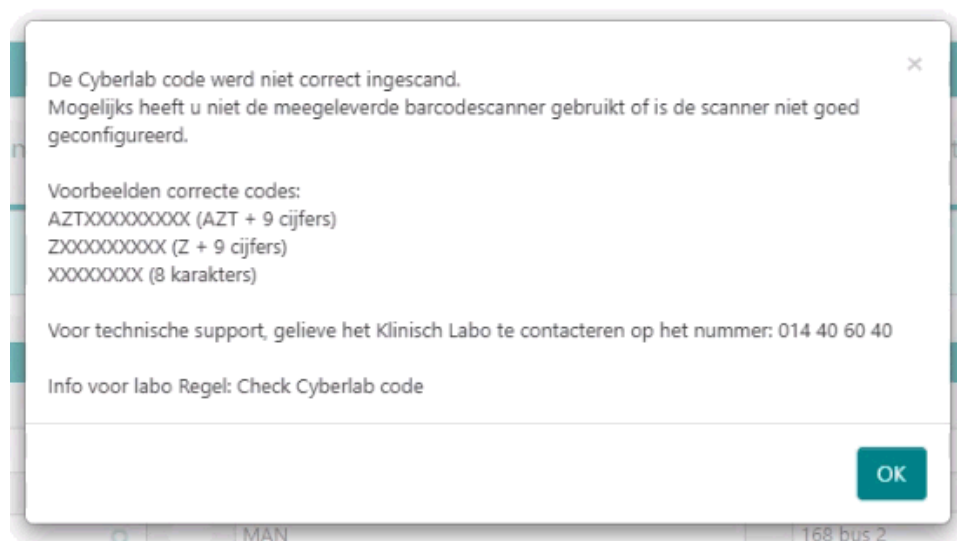 ×
De Cyberlab code werd niet correct ingescand.
Mogelijks heeft u niet de meegeleverde barcodescanner gebruikt of is de scanner niet goed
geconfigureerd.
Voorbeelden correcte codes:
AZTXXXXXXXXX (AZT + 9 cijfers)
ZXXXXXXXXX (Z + 9 cijfers)
XXXXXXXX (8 karakters)
Voor technische support, gelieve het Klinisch Labo te contacteren op het nummer: 014 40 60 40
Info voor labo Regel: Check Cyberlab code
OK
MAN
168 bus 2